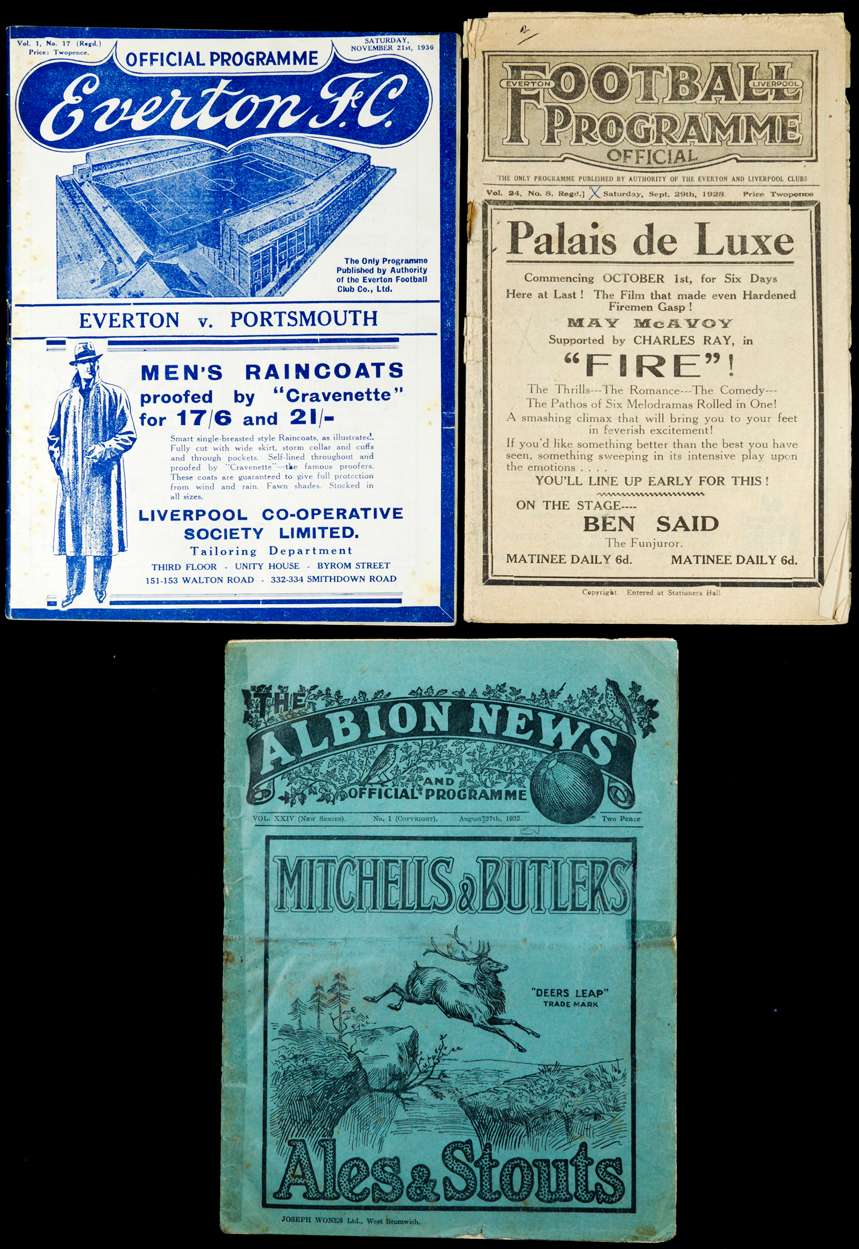 Vol. 1, No. 17 (Regd.)
Price: Twopence.
SATURDAY,
NOVEMBER 21st, 1936
OFFICIAL PROGRAMME
Everton F.C.
The Only Programme
Published by Authority
of the Everton Football
Club Co., Ltd.
EVERTON v. PORTSMOUTH
MEN'S RAINCOATS
proofed by "Cravenette"
for 17/6 and 21/-
Smart single-breasted style Raincoats, as illustrated.
Fully cut with wide skirt, storm collar and cuffs
and through pockets. Self-lined throughout and
proofed by "Cravenette"—the famous proofers.
These coats are guaranteed to give full protection
from wind and rain. Fawn shades. Stocked in
all sizes.
LIVERPOOL CO-OPERATIVE
SOCIETY LIMITED.
Tailoring Department
THIRD FLOOR - UNITY HOUSE - BYROM STREET
151-153 WALTON ROAD - 332-334 SMITHDOWN ROAD
EVERTON LIVERPOOL
FOOTBALL
PROGRAMME
OFFICIAL
THE ONLY PROGRAMME PUBLISHED BY AUTHORITY OF THE EVERTON AND LIVERPOOL CLUBS
Vol. 24, No. 8, Regd.] X Saturday, Sept. 29th, 1928. Price Twopence
Palais de Luxe
Commencing OCTOBER 1st, for Six Days
Here at Last! The Film that made even Hardened
Firemen Gasp!
MAY McAVOY
Supported by CHARLES RAY, in
"FIRE"!
The Thrills---The Romance---The Comedy---
The Pathos of Six Melodramas Rolled in One!
A smashing climax that will bring you to your feet
in feverish excitement!
If you'd like something better than the best you have
seen, something sweeping in its intensive play upon
the emotions . . . .
YOU'LL LINE UP EARLY FOR THIS!
ON THE STAGE----
BEN SAID
The Funjuror.
MATINEE DAILY 6d. MATINEE DAILY 6d.
Copyright. Entered at Stationers Hall.
THE
ALBION NEWS
AND
OFFICIAL PROGRAMME
VOL. XXIV (New Series). No. 1 (Copyright). August 27th, 1932. Two Pence
MITCHELLS & BUTLERS
"DEERS LEAP"
TRADE MARK
Ales & Stouts
JOSEPH WONES Ltd., West Bromwich.